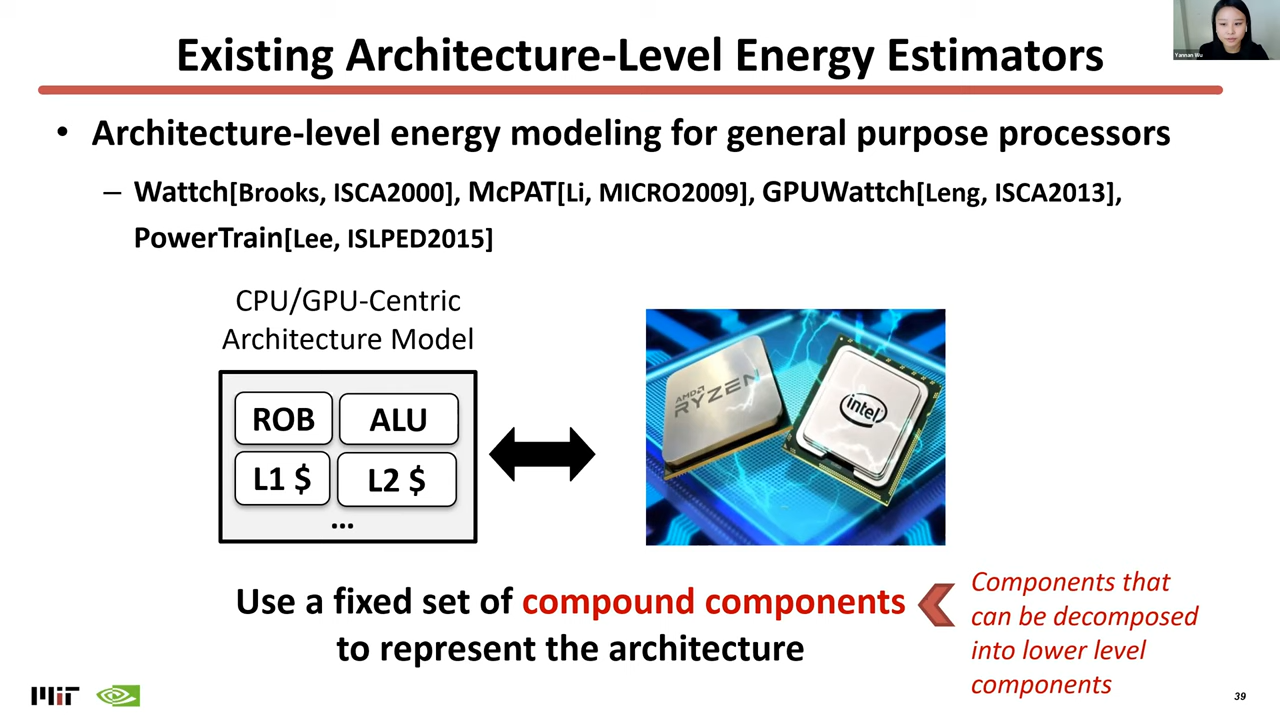 Existing Architecture-Level Energy Estimators
Yannan Wu
• Architecture-level energy modeling for general purpose processors
– Wattch[Brooks, ISCA2000], McPAT[Li, MICRO2009], GPUWattch[Leng, ISCA2013],
PowerTrain[Lee, ISLPED2015]
CPU/GPU-Centric
Architecture Model
ROB
ALU
L1 $
L2 $
...
AMD
RYZEN
intel
Use a fixed set of compound components
to represent the architecture
Components that
can be decomposed
into lower level
components
MIT
39